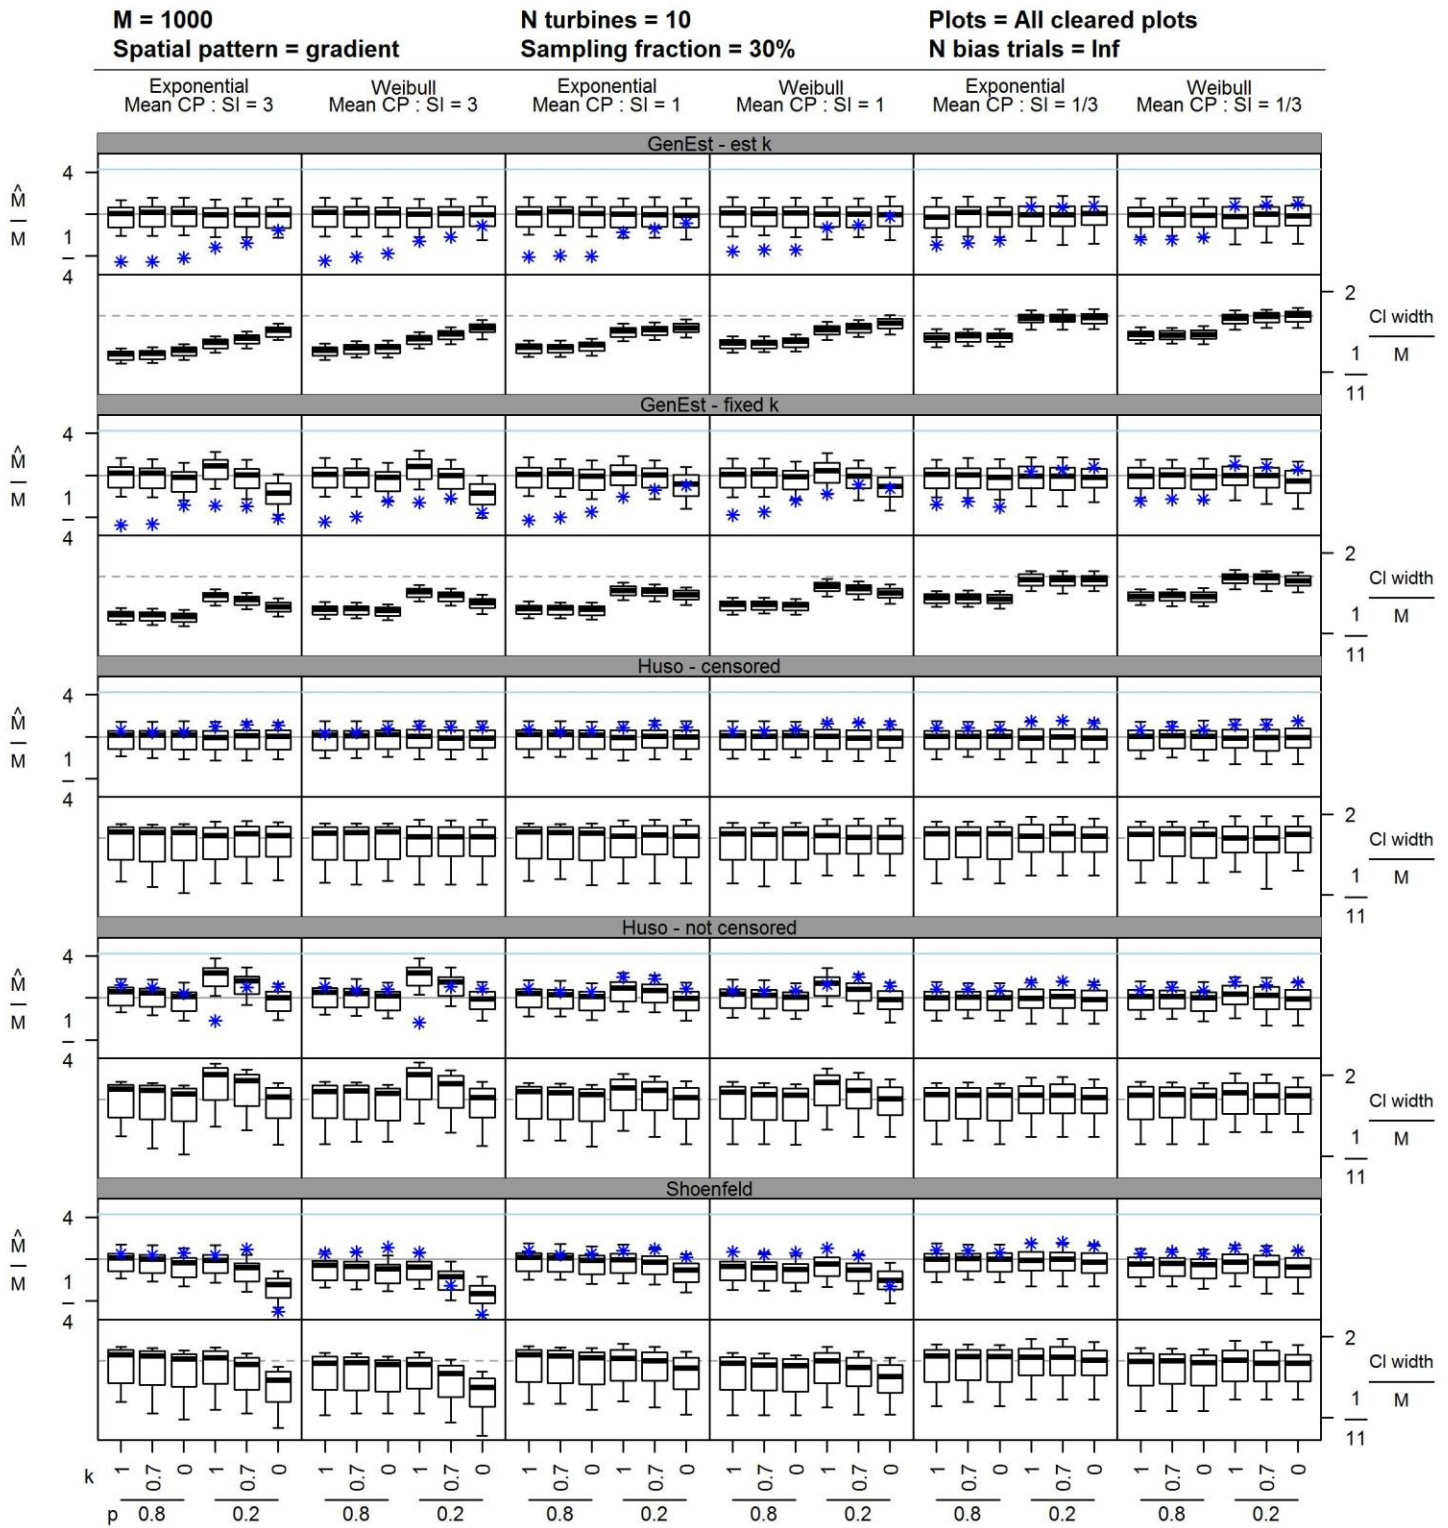 M = 1000 N turbines = 10 Plots = All cleared plots
Spatial pattern = gradient Sampling fraction = 30% N bias trials = Inf
Exponential Weibull Exponential Weibull Exponential Weibull
Mean CP : SI = 3 Mean CP : SI = 3 Mean CP : SI = 1 Mean CP : SI = 1 Mean CP : SI = 1/3 Mean CP : SI = 1/3
GenEst - est k
4
M̂
M
1
4
2
CI width
M
1
11
GenEst - fixed k
4
M̂
M
1
4
2
CI width
M
1
11
Huso - censored
4
M̂
M
1
4
2
CI width
M
1
11
Huso - not censored
4
M̂
M
1
4
2
CI width
M
1
11
Shoenfeld
4
M̂
M
1
4
2
CI width
M
1
11
k 1 0.7 0 1 0.7 0 1 0.7 0 1 0.7 0 1 0.7 0 1 0.7 0 1 0.7 0 1 0.7 0 1 0.7 0 1 0.7 0 1 0.7 0 1 0.7 0
p 0.8 0.2 0.8 0.2 0.8 0.2 0.8 0.2 0.8 0.2 0.8 0.2